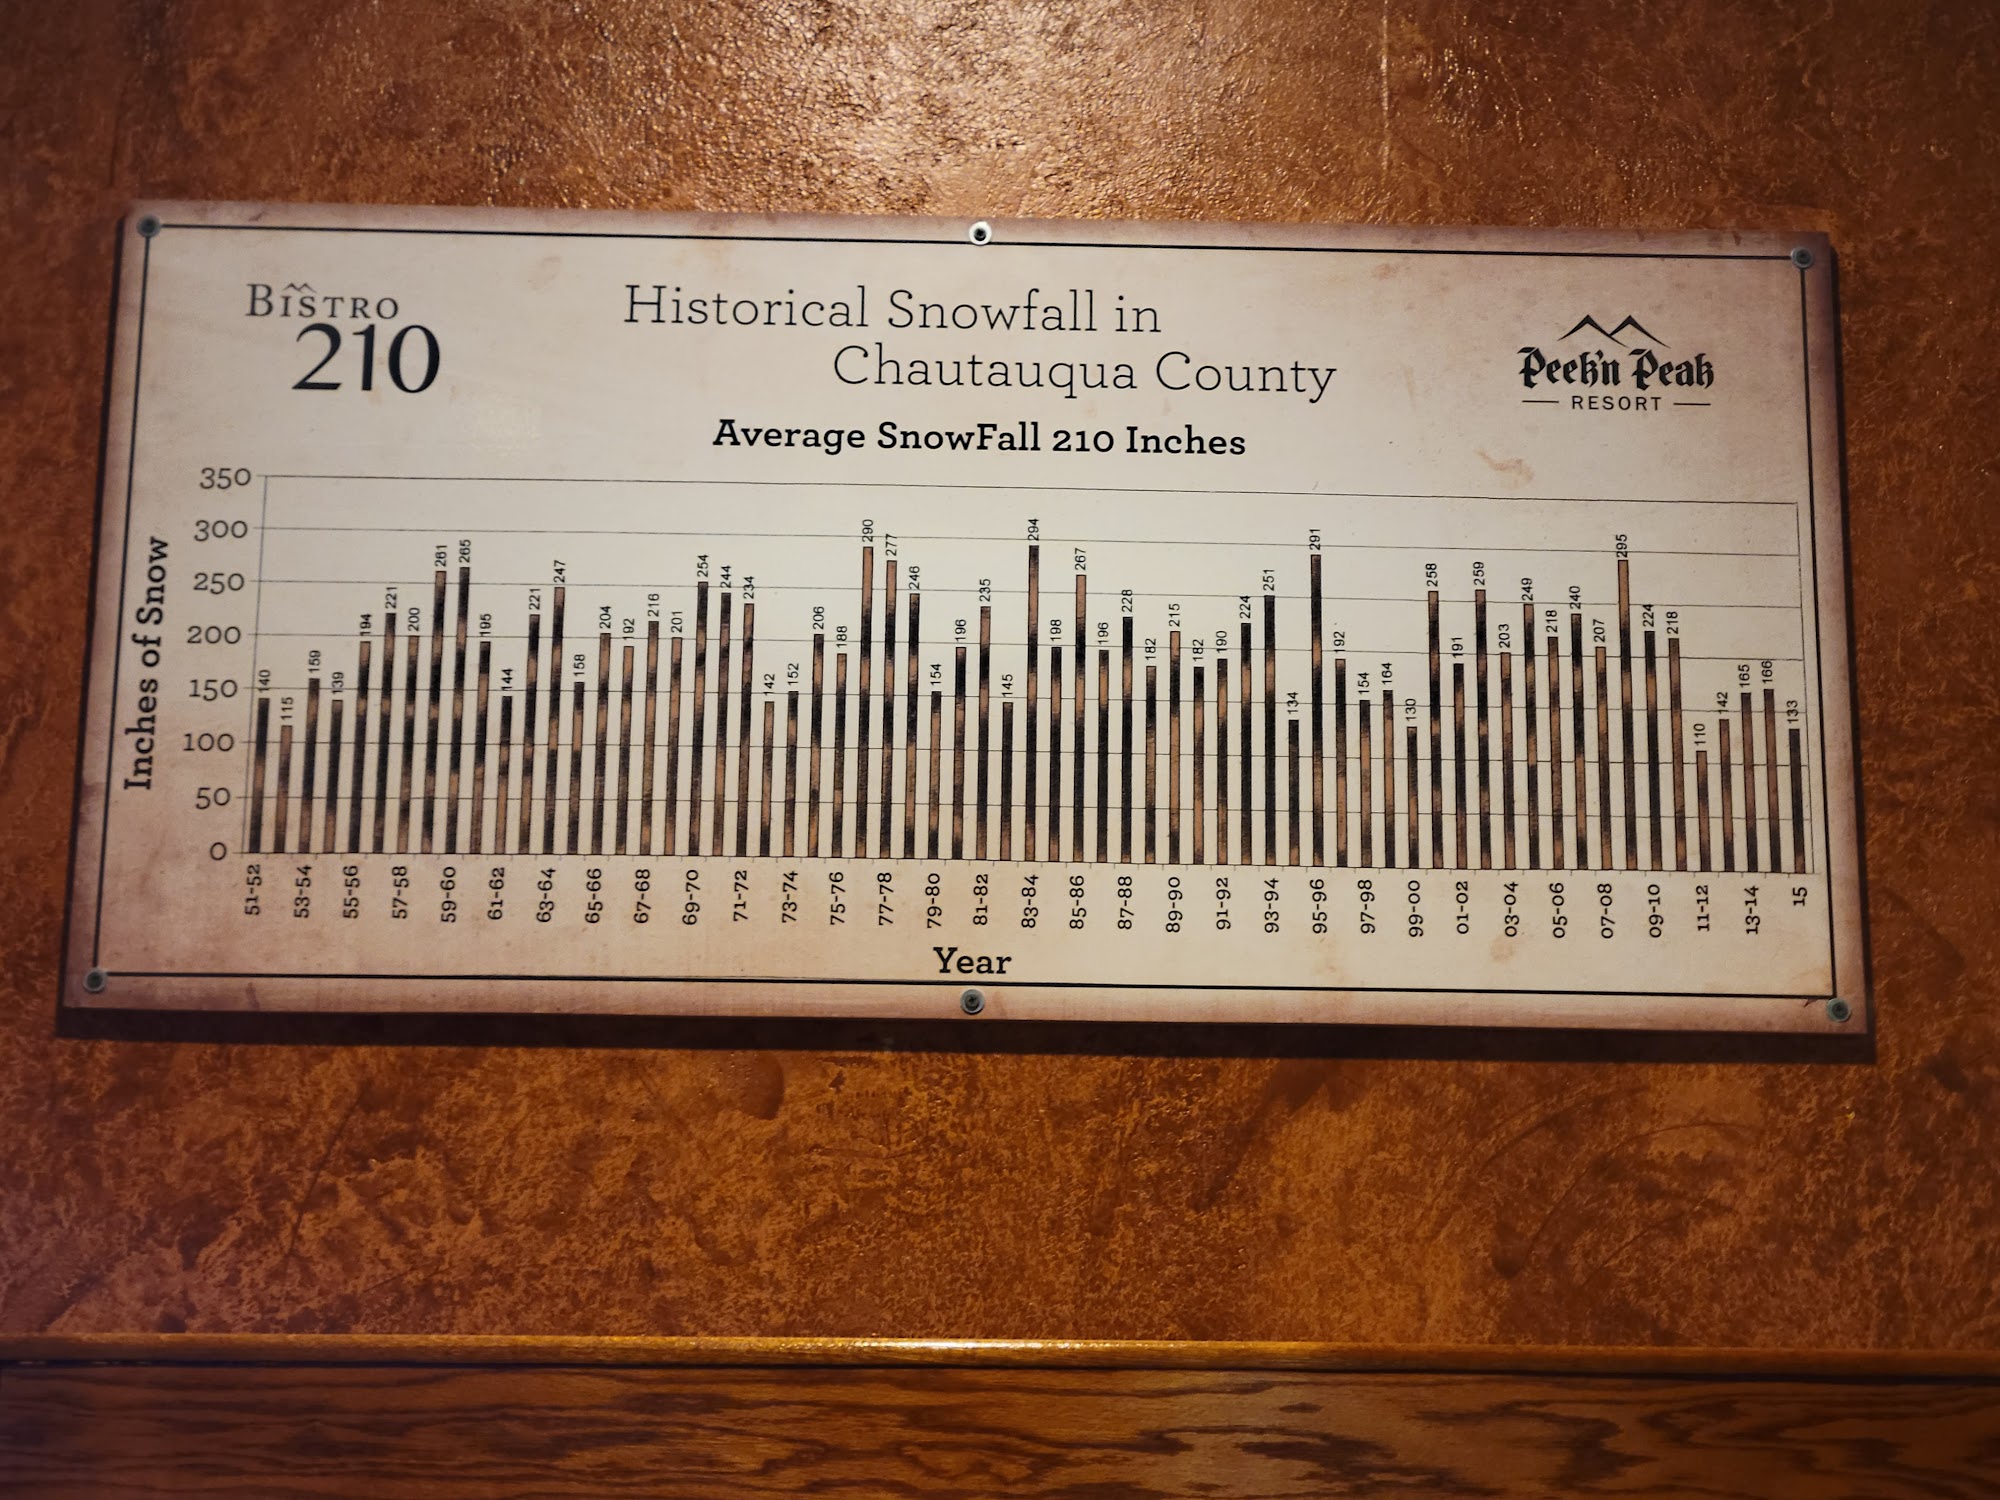 BISTRO
210
Historical Snowfall in
Chautauqua County
Peek'n Peak
RESORT
Average SnowFall 210 Inches
Inches of Snow
350
300
250
200
150
100
50
0
140 115 159 139 194 221 200 261 265 195 144 221 247 158 204 192 216 201 254 244 234 142 152 206 188 290 277 246 154 196 235 145 294 198 267 196 228 182 215 182 190 224 251 134 291 192 154 164 130 258 191 259 203 249 218 240 207 295 224 218 110 142 165 166 133
51-52 53-54 55-56 57-58 59-60 61-62 63-64 65-66 67-68 69-70 71-72 73-74 75-76 77-78 79-80 81-82 83-84 85-86 87-88 89-90 91-92 93-94 95-96 97-98 99-00 01-02 03-04 05-06 07-08 09-10 11-12 13-14 15
Year